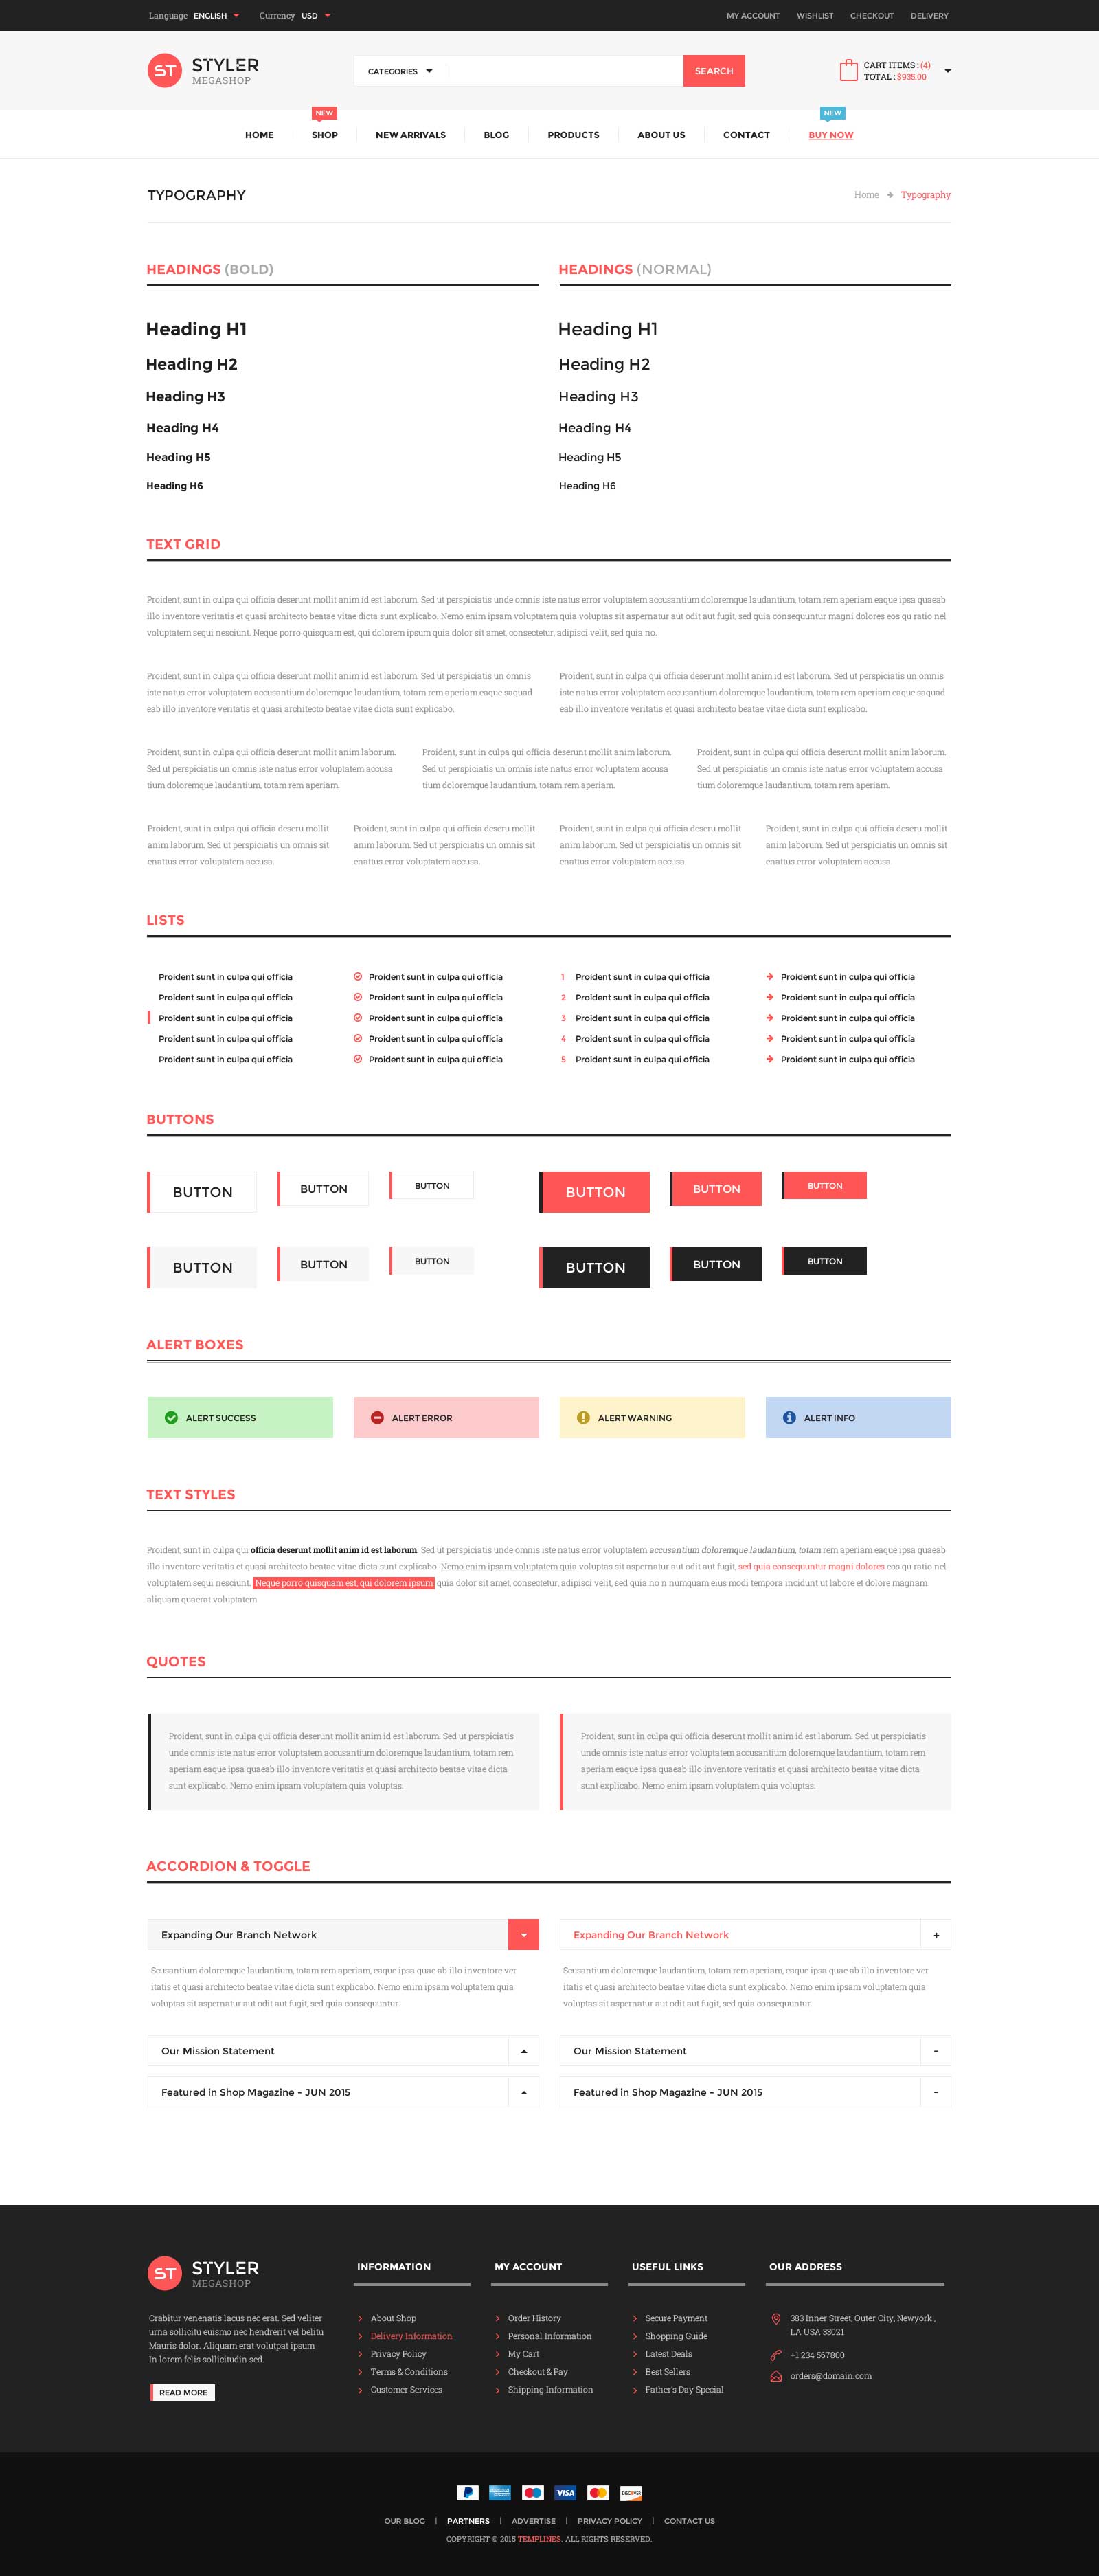 Language ENGLISH Currency USD MY ACCOUNT WISHLIST CHECKOUT DELIVERY
ST STYLER
MEGASHOP
CATEGORIES SEARCH
CART ITEMS : (4)
TOTAL : $935.00
NEW NEW
HOME SHOP NEW ARRIVALS BLOG PRODUCTS ABOUT US CONTACT BUY NOW
TYPOGRAPHY Home Typography
HEADINGS (BOLD) HEADINGS (NORMAL)
Heading H1 Heading H1
Heading H2 Heading H2
Heading H3 Heading H3
Heading H4 Heading H4
Heading H5 Heading H5
Heading H6 Heading H6
TEXT GRID
Proident, sunt in culpa qui officia deserunt mollit anim id est laborum. Sed ut perspiciatis unde omnis iste natus error voluptatem accusantium doloremque laudantium, totam rem aperiam eaque ipsa quaeab
illo inventore veritatis et quasi architecto beatae vitae dicta sunt explicabo. Nemo enim ipsam voluptatem quia voluptas sit aspernatur aut odit aut fugit, sed quia consequuntur magni dolores eos qu ratio nel
voluptatem sequi nesciunt. Neque porro quisquam est, qui dolorem ipsum quia dolor sit amet, consectetur, adipisci velit, sed quia no.
Proident, sunt in culpa qui officia deserunt mollit anim id est laborum. Sed ut perspiciatis un omnis
iste natus error voluptatem accusantium doloremque laudantium, totam rem aperiam eaque saquad
eab illo inventore veritatis et quasi architecto beatae vitae dicta sunt explicabo.
Proident, sunt in culpa qui officia deserunt mollit anim id est laborum. Sed ut perspiciatis un omnis
iste natus error voluptatem accusantium doloremque laudantium, totam rem aperiam eaque saquad
eab illo inventore veritatis et quasi architecto beatae vitae dicta sunt explicabo.
Proident, sunt in culpa qui officia deserunt mollit anim laborum.
Sed ut perspiciatis un omnis iste natus error voluptatem accusa
tium doloremque laudantium, totam rem aperiam.
Proident, sunt in culpa qui officia deserunt mollit anim laborum.
Sed ut perspiciatis un omnis iste natus error voluptatem accusa
tium doloremque laudantium, totam rem aperiam.
Proident, sunt in culpa qui officia deserunt mollit anim laborum.
Sed ut perspiciatis un omnis iste natus error voluptatem accusa
tium doloremque laudantium, totam rem aperiam.
Proident, sunt in culpa qui officia deseru mollit
anim laborum. Sed ut perspiciatis un omnis sit
enattus error voluptatem accusa.
Proident, sunt in culpa qui officia deseru mollit
anim laborum. Sed ut perspiciatis un omnis sit
enattus error voluptatem accusa.
Proident, sunt in culpa qui officia deseru mollit
anim laborum. Sed ut perspiciatis un omnis sit
enattus error voluptatem accusa.
Proident, sunt in culpa qui officia deseru mollit
anim laborum. Sed ut perspiciatis un omnis sit
enattus error voluptatem accusa.
LISTS
Proident sunt in culpa qui officia Proident sunt in culpa qui officia 1 Proident sunt in culpa qui officia Proident sunt in culpa qui officia
Proident sunt in culpa qui officia Proident sunt in culpa qui officia 2 Proident sunt in culpa qui officia Proident sunt in culpa qui officia
Proident sunt in culpa qui officia Proident sunt in culpa qui officia 3 Proident sunt in culpa qui officia Proident sunt in culpa qui officia
Proident sunt in culpa qui officia Proident sunt in culpa qui officia 4 Proident sunt in culpa qui officia Proident sunt in culpa qui officia
Proident sunt in culpa qui officia Proident sunt in culpa qui officia 5 Proident sunt in culpa qui officia Proident sunt in culpa qui officia
BUTTONS
BUTTON BUTTON BUTTON BUTTON BUTTON BUTTON
BUTTON BUTTON BUTTON BUTTON BUTTON BUTTON
ALERT BOXES
ALERT SUCCESS ALERT ERROR ALERT WARNING ALERT INFO
TEXT STYLES
Proident, sunt in culpa qui officia deserunt mollit anim id est laborum. Sed ut perspiciatis unde omnis iste natus error voluptatem accusantium doloremque laudantium, totam rem aperiam eaque ipsa quaeab
illo inventore veritatis et quasi architecto beatae vitae dicta sunt explicabo. Nemo enim ipsam voluptatem quia voluptas sit aspernatur aut odit aut fugit, sed quia consequuntur magni dolores eos qu ratio nel
voluptatem sequi nesciunt. Neque porro quisquam est, qui dolorem ipsum quia dolor sit amet, consectetur, adipisci velit, sed quia no n numquam eius modi tempora incidunt ut labore et dolore magnam
aliquam quaerat voluptatem.
QUOTES
Proident, sunt in culpa qui officia deserunt mollit anim id est laborum. Sed ut perspiciatis
unde omnis iste natus error voluptatem accusantium doloremque laudantium, totam rem
aperiam eaque ipsa quaeab illo inventore veritatis et quasi architecto beatae vitae dicta
sunt explicabo. Nemo enim ipsam voluptatem quia voluptas.
Proident, sunt in culpa qui officia deserunt mollit anim id est laborum. Sed ut perspiciatis
unde omnis iste natus error voluptatem accusantium doloremque laudantium, totam rem
aperiam eaque ipsa quaeab illo inventore veritatis et quasi architecto beatae vitae dicta
sunt explicabo. Nemo enim ipsam voluptatem quia voluptas.
ACCORDION & TOGGLE
Expanding Our Branch Network
Scusantium doloremque laudantium, totam rem aperiam, eaque ipsa quae ab illo inventore ver
itatis et quasi architecto beatae vitae dicta sunt explicabo. Nemo enim ipsam voluptatem quia
voluptas sit aspernatur aut odit aut fugit, sed quia consequuntur.
Our Mission Statement
Featured in Shop Magazine - JUN 2015
Expanding Our Branch Network +
Scusantium doloremque laudantium, totam rem aperiam, eaque ipsa quae ab illo inventore ver
itatis et quasi architecto beatae vitae dicta sunt explicabo. Nemo enim ipsam voluptatem quia
voluptas sit aspernatur aut odit aut fugit, sed quia consequuntur.
Our Mission Statement -
Featured in Shop Magazine - JUN 2015 -
ST STYLER
MEGASHOP
Crabitur venenatis lacus nec erat. Sed veliter
urna sollicitu euismo nec hendrerit vel belitu
Mauris dolor. Aliquam erat volutpat ipsum
In lorem felis sollicitudin sed.
READ MORE
INFORMATION
About Shop
Delivery Information
Privacy Policy
Terms & Conditions
Customer Services
MY ACCOUNT
Order History
Personal Information
My Cart
Checkout & Pay
Shipping Information
USEFUL LINKS
Secure Payment
Shopping Guide
Latest Deals
Best Sellers
Father's Day Special
OUR ADDRESS
383 Inner Street, Outer City, Newyork ,
LA USA 33021
+1 234 567800
orders@domain.com
VISA DISCOVER
OUR BLOG | PARTNERS | ADVERTISE | PRIVACY POLICY | CONTACT US
COPYRIGHT © 2015 TEMPLINES. ALL RIGHTS RESERVED.